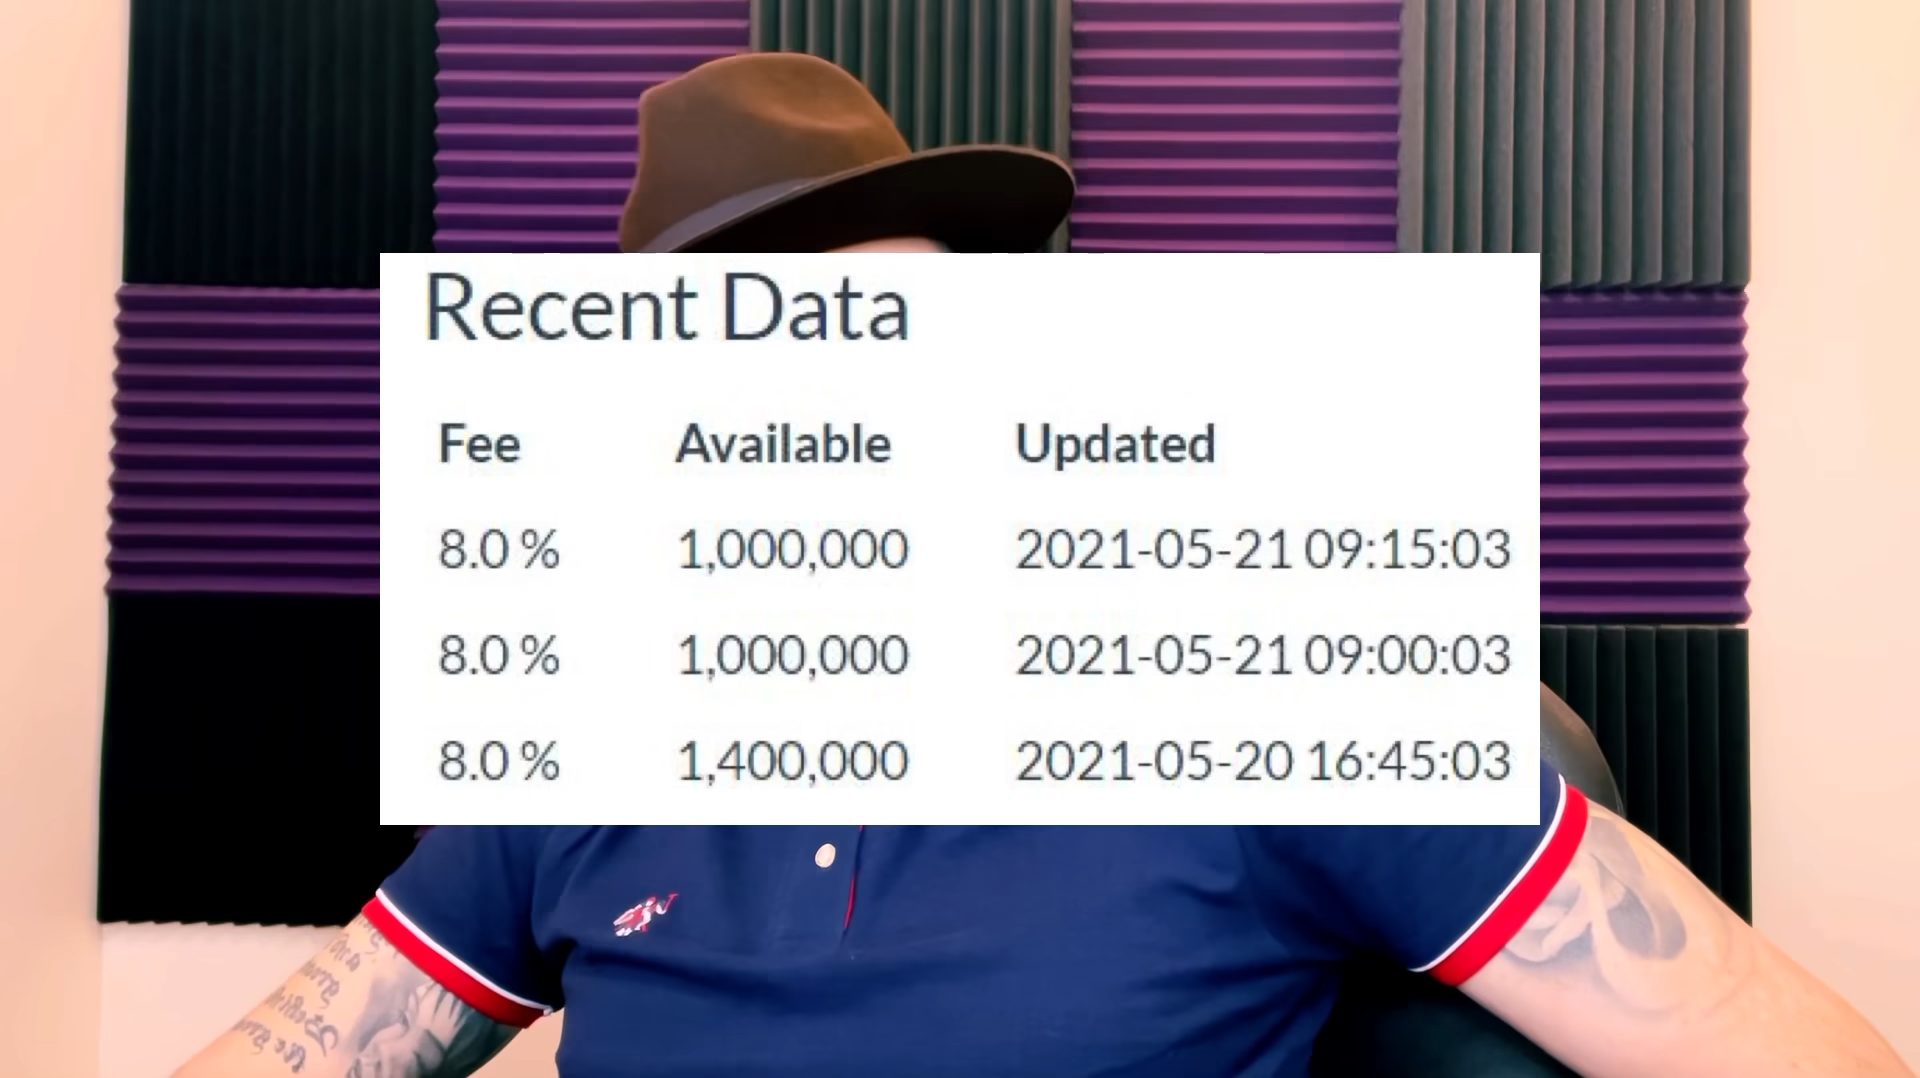 Recent Data
Fee Available Updated
8.0 % 1,000,000 2021-05-21 09:15:03
8.0 % 1,000,000 2021-05-21 09:00:03
8.0 % 1,400,000 2021-05-20 16:45:03